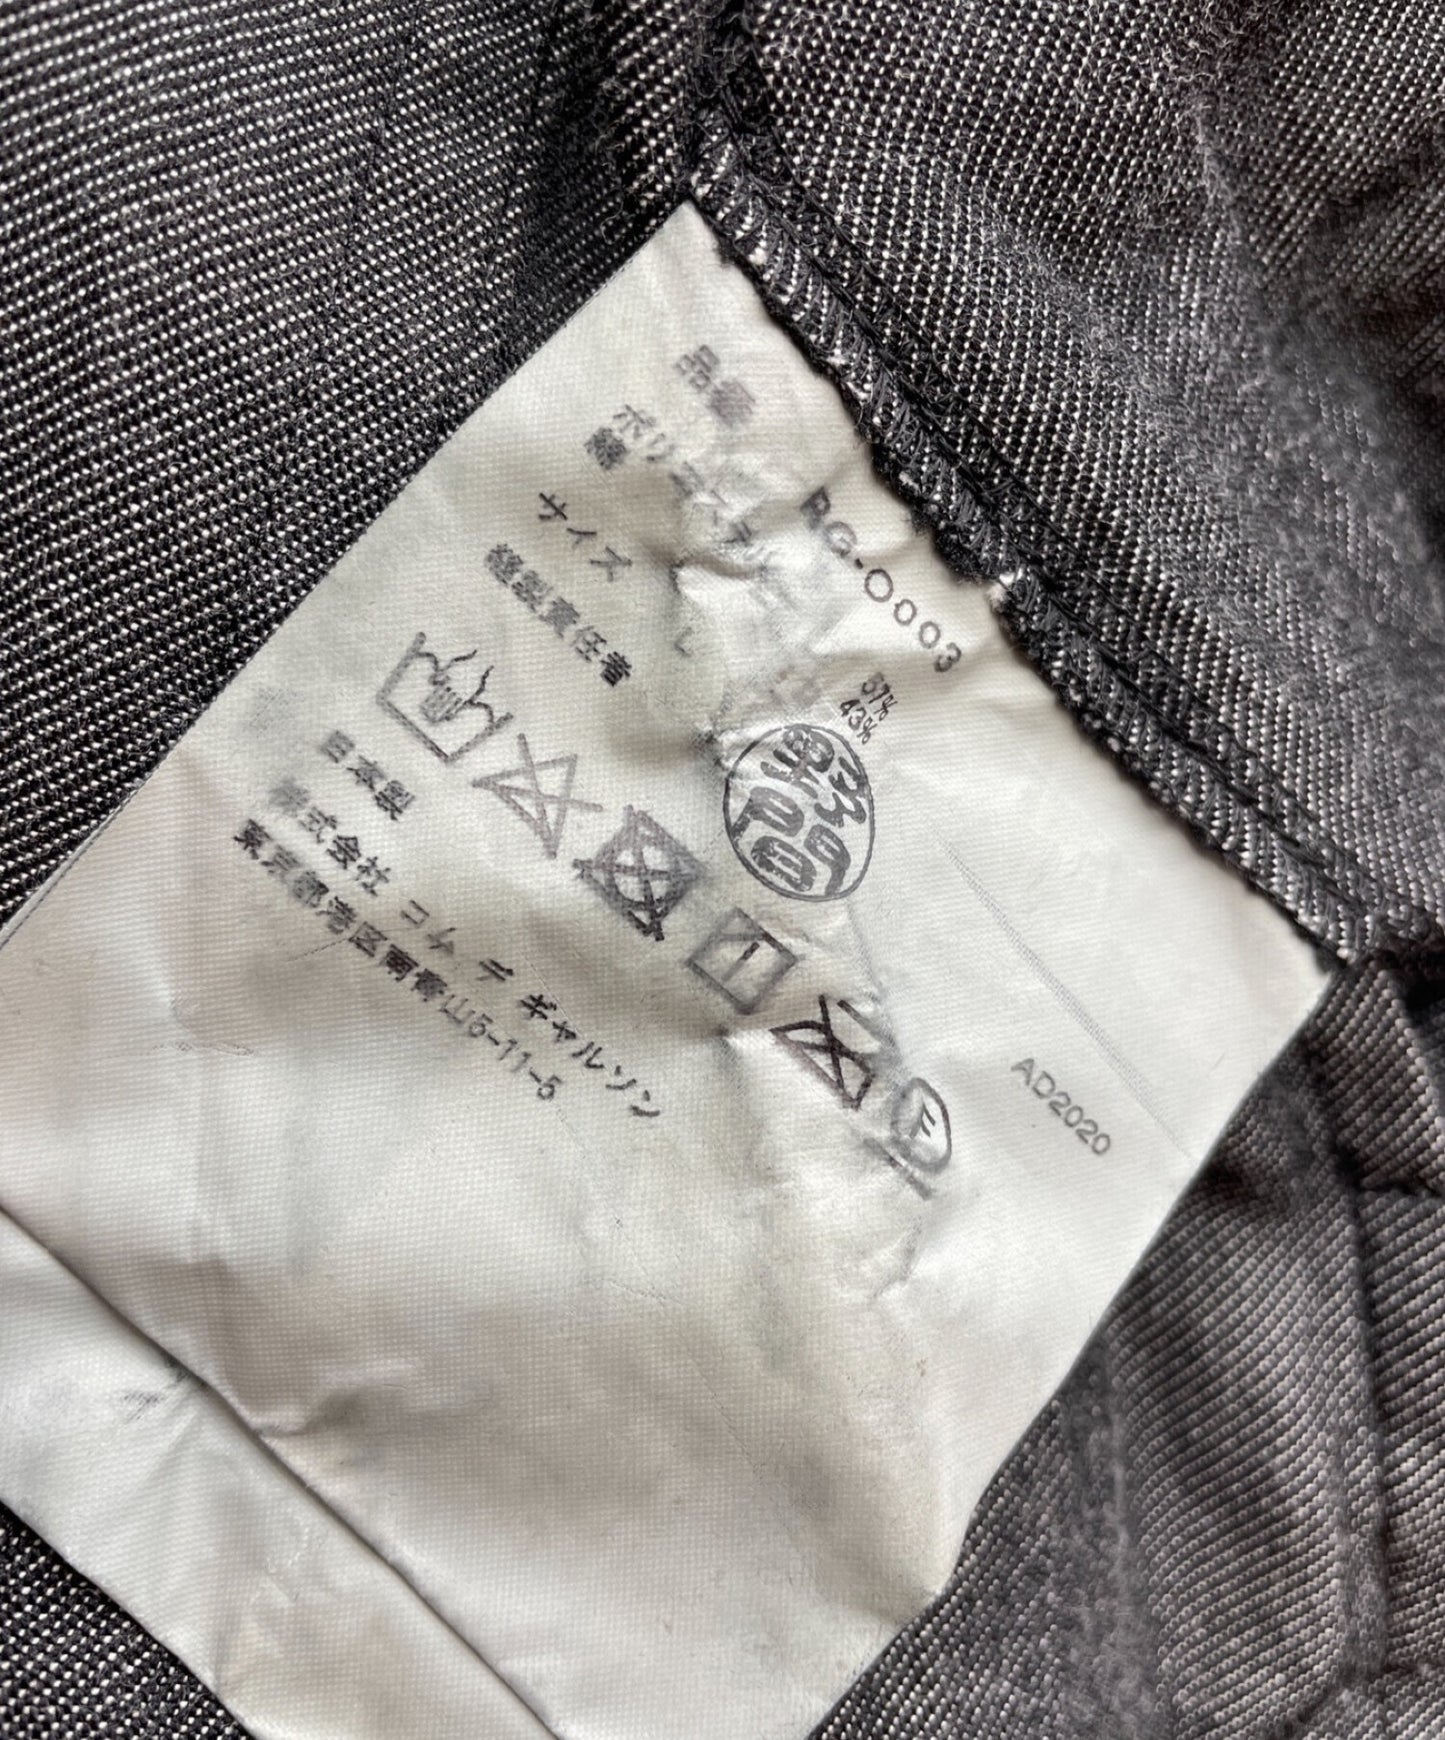 品番 RG-O003
ポリエステル 57%
綿 43%
サイズ L
縫製責任者
日本製
株式会社 コム デ ギャルソン
東京都港区南青山5-11-5
F
AD2020